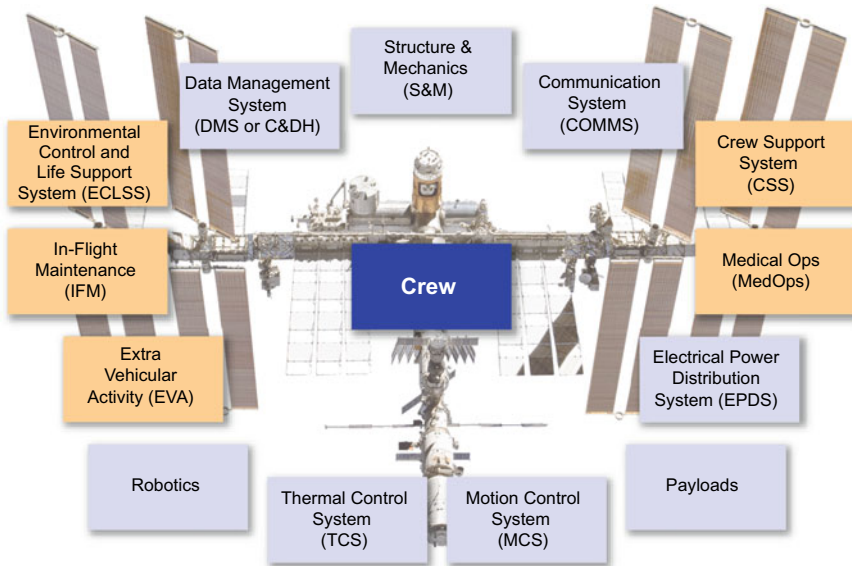 Structure &
Mechanics
(S&M)
Data Management
System
(DMS or C&DH)
Communication
System
(COMMS)
Environmental
Control and
Life Support
System (ECLSS)
Crew Support
System
(CSS)
In-Flight
Maintenance
(IFM)
Crew
Medical Ops
(MedOps)
Extra
Vehicular
Activity (EVA)
Electrical Power
Distribution
System (EPDS)
Robotics
Thermal Control
System
(TCS)
Motion Control
System
(MCS)
Payloads